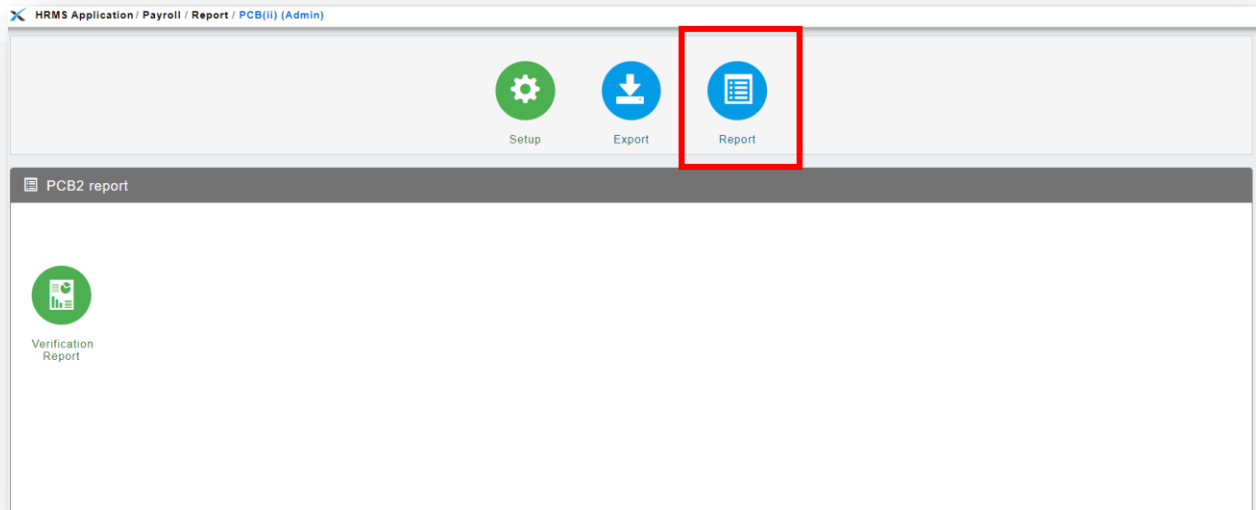 HRMS Application / Payroll / Report / PCB(ii) (Admin)
Setup
Export
Report
PCB2 report
Verification
Report